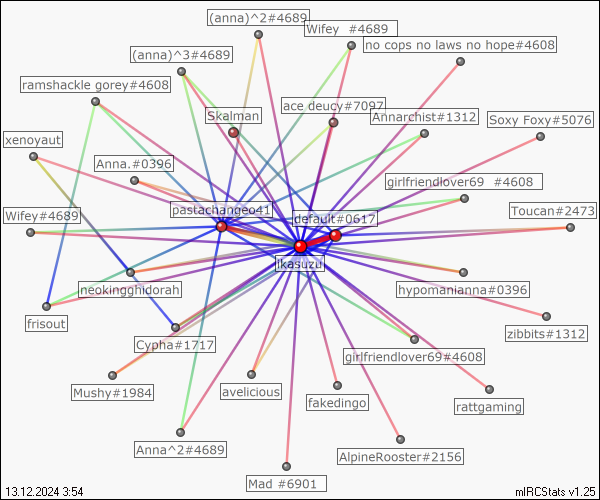 (anna)^2#4689
Wifey #4689
no cops no laws no hope#4608
(anna)^3#4689
ramshackle gorey#4608
ace deucy#7097
Skalman
Annarchist#1312
Soxy Foxy#5076
xenoyaut
Anna.#0396
girlfriendlover69 #4608
pastachangeo41
Toucan#2473
Wifey#4689
default#0617
jkasuzu
neokingghidorah
hypomanianna#0396
frisout
zibbits#1312
Cypha#1717
girlfriendlover69#4608
Mushy#1984
avelicious
fakedingo
rattgaming
Anna^2#4689
AlpineRooster#2156
Mad #6901
13.12.2024 3:54
mIRCStats v1.25